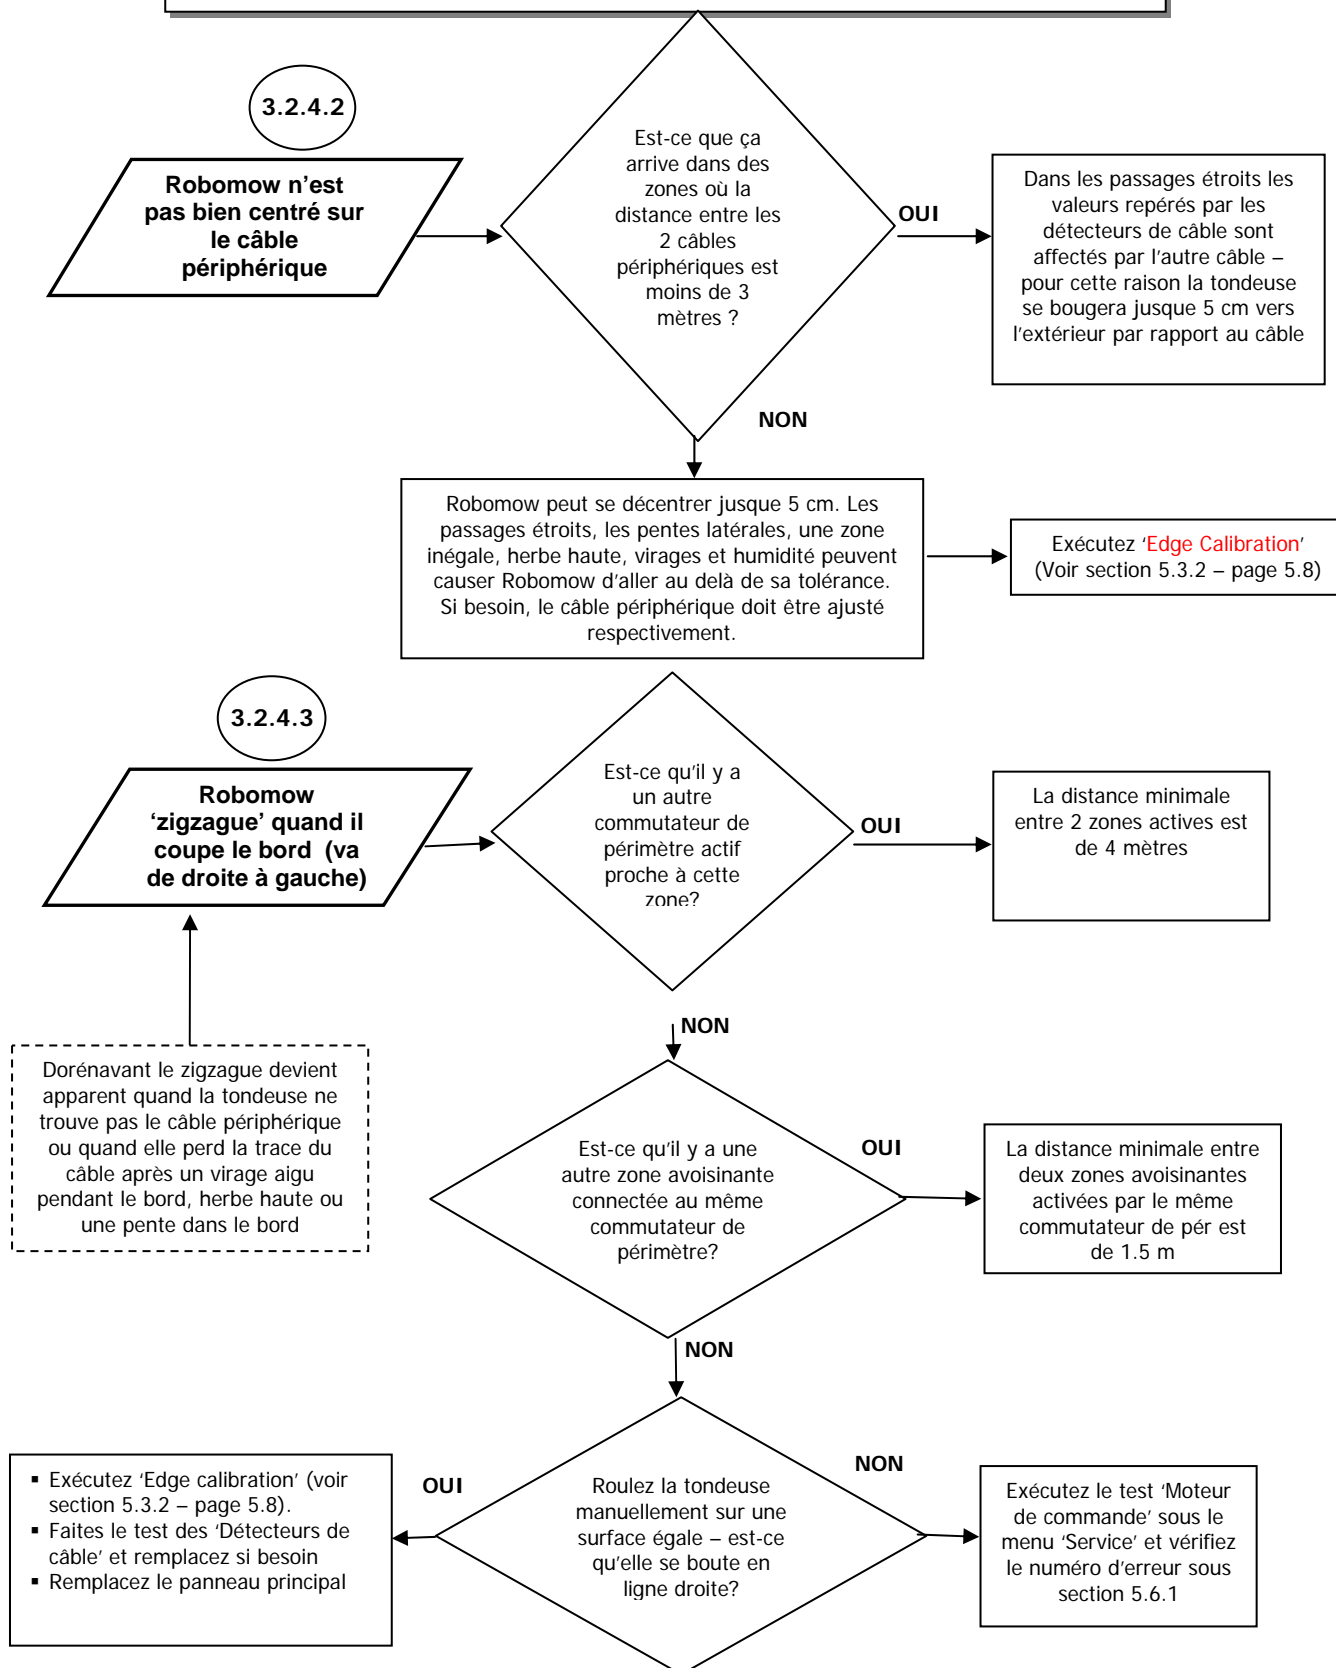 3.2.4.2
Robomow n'est
pas bien centré sur
le câble
périphérique
Est-ce que ça
arrive dans des
zones où la
distance entre les
2 câbles
périphériques est
moins de 3
mètres ?
OUI
Dans les passages étroits les
valeurs repérés par les
détecteurs de câble sont
affectés par l'autre câble –
pour cette raison la tondeuse
se bougera jusque 5 cm vers
l'extérieur par rapport au câble
NON
Robomow peut se décentrer jusque 5 cm. Les
passages étroits, les pentes latérales, une zone
inégale, herbe haute, virages et humidité peuvent
causer Robomow d'aller au delà de sa tolérance.
Si besoin, le câble périphérique doit être ajusté
respectivement.
Exécutez 'Edge Calibration'
(Voir section 5.3.2 – page 5.8)
3.2.4.3
Robomow
'zigzague' quand il
coupe le bord (va
de droite à gauche)
Est-ce qu'il y a
un autre
commutateur de
périmètre actif
proche à cette
zone?
OUI
La distance minimale
entre 2 zones actives est
de 4 mètres
NON
Dorénavant le zigzague devient
apparent quand la tondeuse ne
trouve pas le câble périphérique
ou quand elle perd la trace du
câble après un virage aigu
pendant le bord, herbe haute ou
une pente dans le bord
Est-ce qu'il y a une
autre zone avoisinante
connectée au même
commutateur de
périmètre?
OUI
La distance minimale entre
deux zones avoisinantes
activées par le même
commutateur de pér est
de 1.5 m
NON
▪ Exécutez 'Edge calibration' (voir
section 5.3.2 – page 5.8).
▪ Faites le test des 'Détecteurs de
câble' et remplacez si besoin
▪ Remplacez le panneau principal
OUI
Roulez la tondeuse
manuellement sur une
surface égale – est-ce
qu'elle se boute en
ligne droite?
NON
Exécutez le test 'Moteur
de commande' sous le
menu 'Service' et vérifiez
le numéro d'erreur sous
section 5.6.1